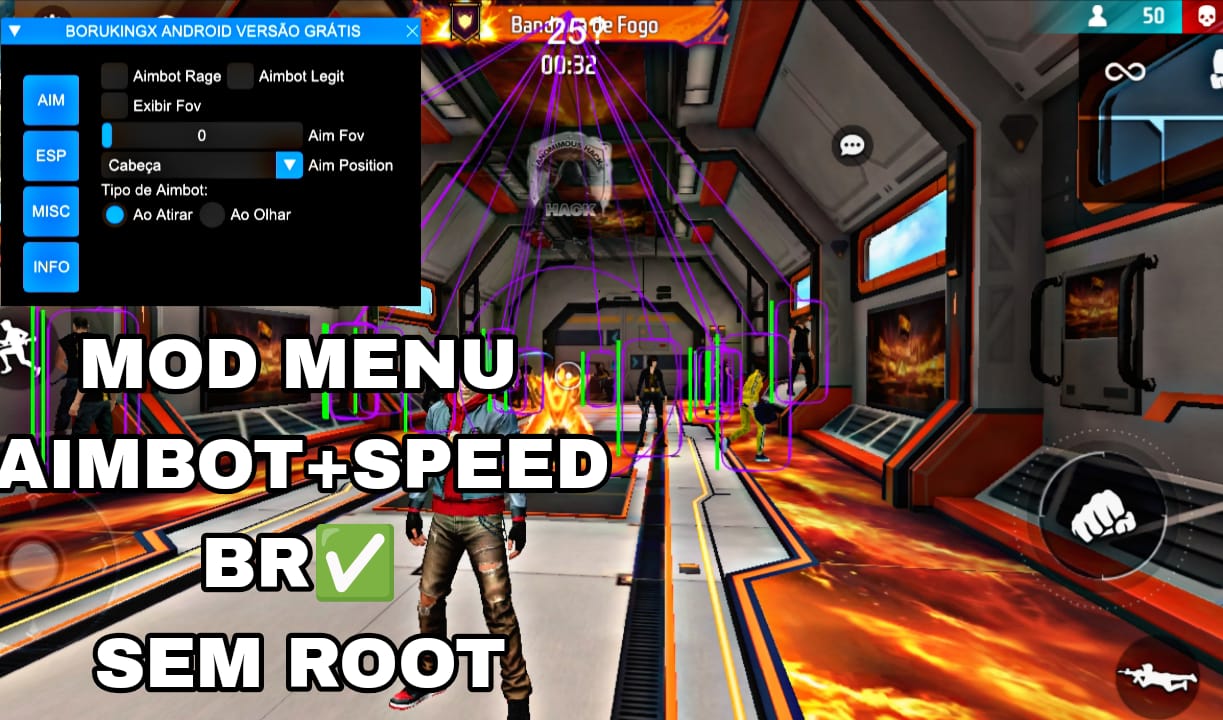 BORUKINGX ANDROID VERSÃO GRÁTIS
AIM
ESP
MISC
INFO
Aimbot Rage
Aimbot Legit
Exibir Fov
0
Aim Fov
Cabeça
Aim Position
Tipo de Aimbot:
Ao Atirar
Ao Olhar
de Fogo
00:32
50
HACK
MOD MENU
AIMBOT+SPEED
BR✅
SEM ROOT